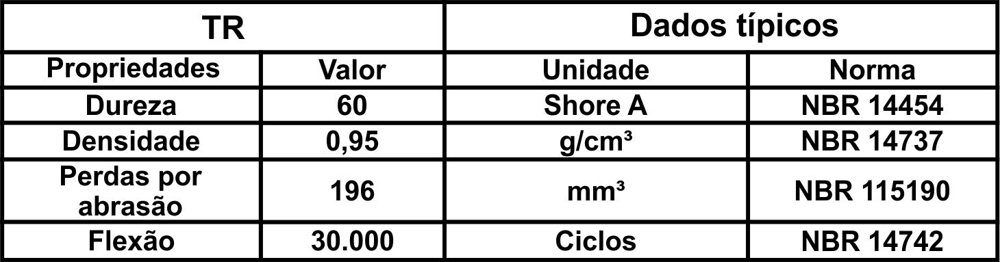 TR Dados típicos
Propriedades Valor Unidade Norma
Dureza 60 Shore A NBR 14454
Densidade 0,95 g/cm³ NBR 14737
Perdas por
abrasão 196 mm³ NBR 115190
Flexão 30.000 Ciclos NBR 14742